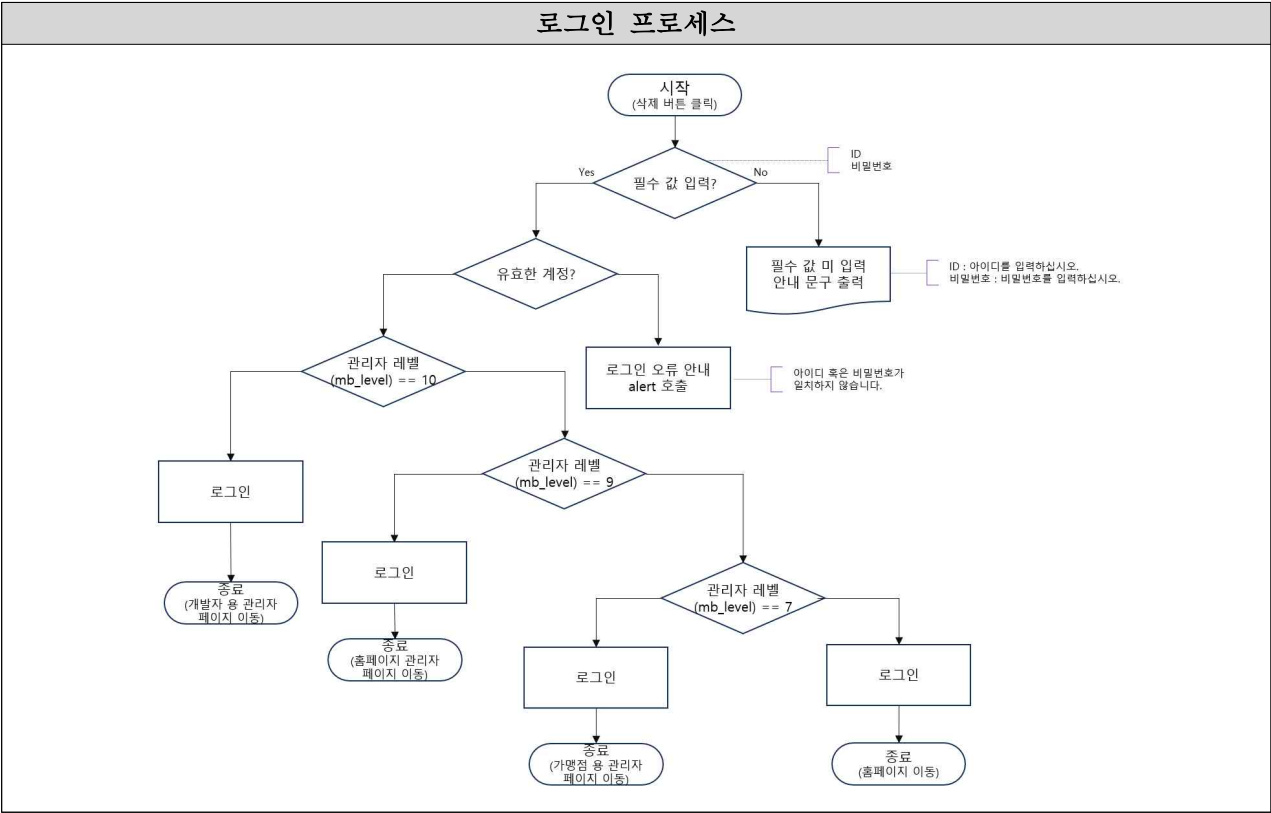 로그인 프로세스
시작
(삭제 버튼 클릭)
ID
비밀번호
Yes
필수 값 입력?
No
유효한 계정?
필수 값 미 입력
안내 문구 출력
ID : 아이디를 입력하십시오.
비밀번호 : 비밀번호를 입력하십시오.
관리자 레벨
(mb_level) == 10
로그인 오류 안내
alert 호출
아이디 혹은 비밀번호가
일치하지 않습니다.
관리자 레벨
(mb_level) == 9
로그인
로그인
종료
(개발자 용 관리자
페이지 이동)
관리자 레벨
(mb_level) == 7
종료
(홈페이지 관리자
페이지 이동)
로그인
로그인
종료
(가맹점 용 관리자
페이지 이동)
종료
(홈페이지 이동)